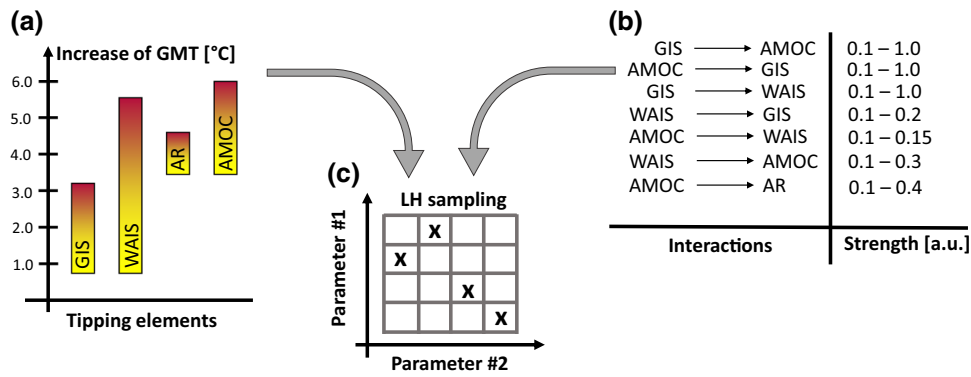 (a)
Increase of GMT [°C]
6.0
5.0
4.0
3.0
2.0
1.0
GIS
WAIS
AR
AMOC
Tipping elements
(b)
GIS AMOC 0.1 – 1.0
AMOC GIS 0.1 – 1.0
GIS WAIS 0.1 – 1.0
WAIS GIS 0.1 – 0.2
AMOC WAIS 0.1 – 0.15
WAIS AMOC 0.1 – 0.3
AMOC AR 0.1 – 0.4
Interactions Strength [a.u.]
(c)
LH sampling
Parameter #1
X
X
X
X
Parameter #2